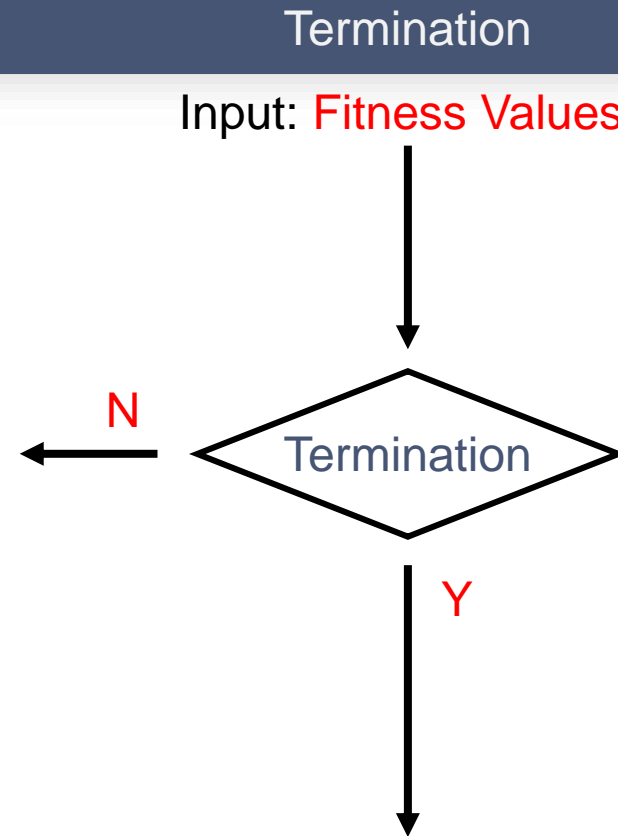 Termination
Input: Fitness Values
N
Termination
Y